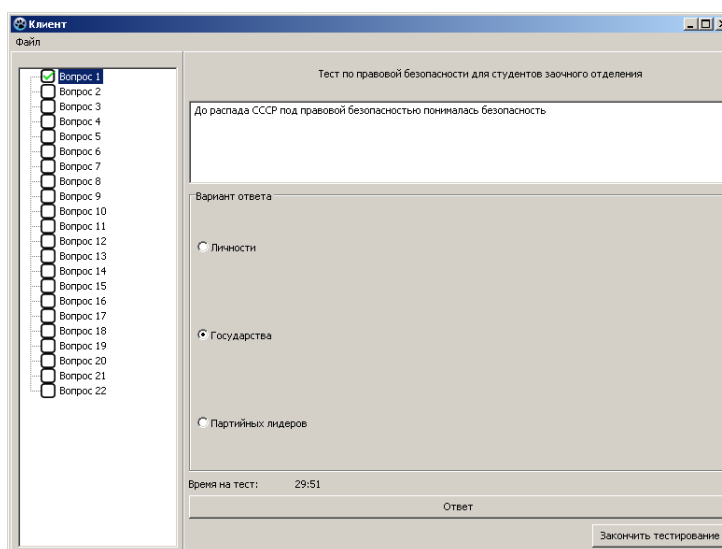 Клиент
Файл
Вопрос 1
Вопрос 2
Вопрос 3
Вопрос 4
Вопрос 5
Вопрос 6
Вопрос 7
Вопрос 8
Вопрос 9
Вопрос 10
Вопрос 11
Вопрос 12
Вопрос 13
Вопрос 14
Вопрос 15
Вопрос 16
Вопрос 17
Вопрос 18
Вопрос 19
Вопрос 20
Вопрос 21
Вопрос 22
Тест по правовой безопасности для студентов заочного отделения
До распада СССР под правовой безопасностью понималась безопасность
Вариант ответа
Личности
Государства
Партийных лидеров
Время на тест: 29:51
Ответ
Закончить тестирование